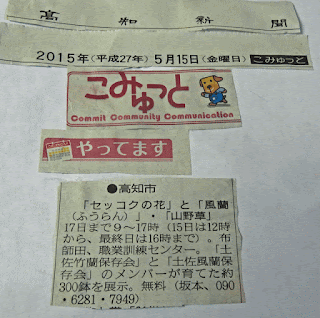 高知新聞
2015年(平成27年) 5月15日(金曜日) こみゅっと
こみゅっと
Commit Community Communication
やってます
●高知市
「セッコクの花」と「風蘭
(ふうらん)」・「山野草」
17日まで9〜17時(15日は12時
から、最終日は16時まで)。布
師田、職業訓練センター。「土
佐竹蘭保存会」と「土佐風蘭保
存会」のメンバーが育てた約
300鉢を展示。無料(坂本、090
・6281・7949)